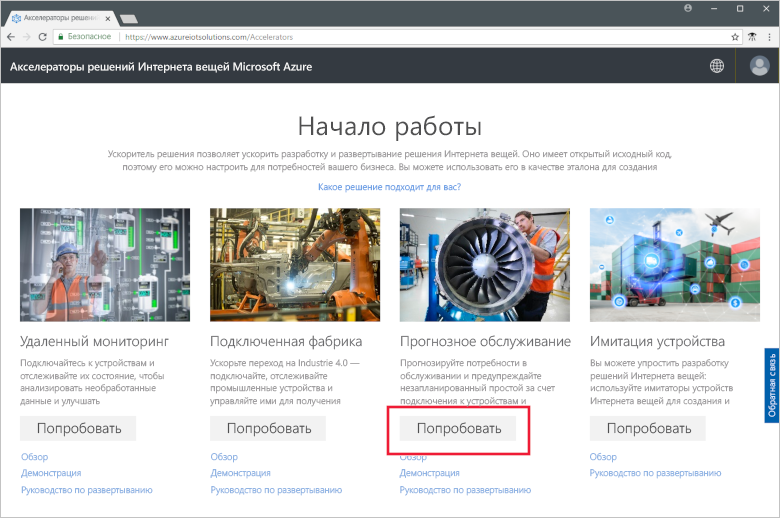 Акселераторы решени
Безопасное
https://www.azureiotsolutions.com/Accelerators
Акселераторы решений Интернета вещей Microsoft Azure
Начало работы
Ускоритель решения позволяет ускорить разработку и развертывание решения Интернета вещей. Оно имеет открытый исходный код,
поэтому его можно настроить для потребностей вашего бизнеса. Вы можете использовать его в качестве эталона для создания
Какое решение подходит для вас?
Удаленный мониторинг
Подключайтесь к устройствам и
отслеживайте их состояние, чтобы
анализировать необработанные
данные и улучшать
Попробовать
Обзор
Демонстрация
Руководство по развертыванию
Подключенная фабрика
Ускорьте переход на Industrie 4.0 —
подключайте, отслеживайте
промышленные устройства и
управляйте ими для получения
Попробовать
Обзор
Демонстрация
Руководство по развертыванию
Прогнозное обслуживание
Прогнозируйте потребности в
обслуживании и предупреждайте
незапланированный простой за счет
подключения к устройствам и
Попробовать
Обзор
Демонстрация
Руководство по развертыванию
Имитация устройства
Вы можете упростить разработку
решений Интернета вещей:
используйте имитаторы устройств
Интернета вещей для создания и
Попробовать
Обзор
Руководство по развертыванию
Обратная связь